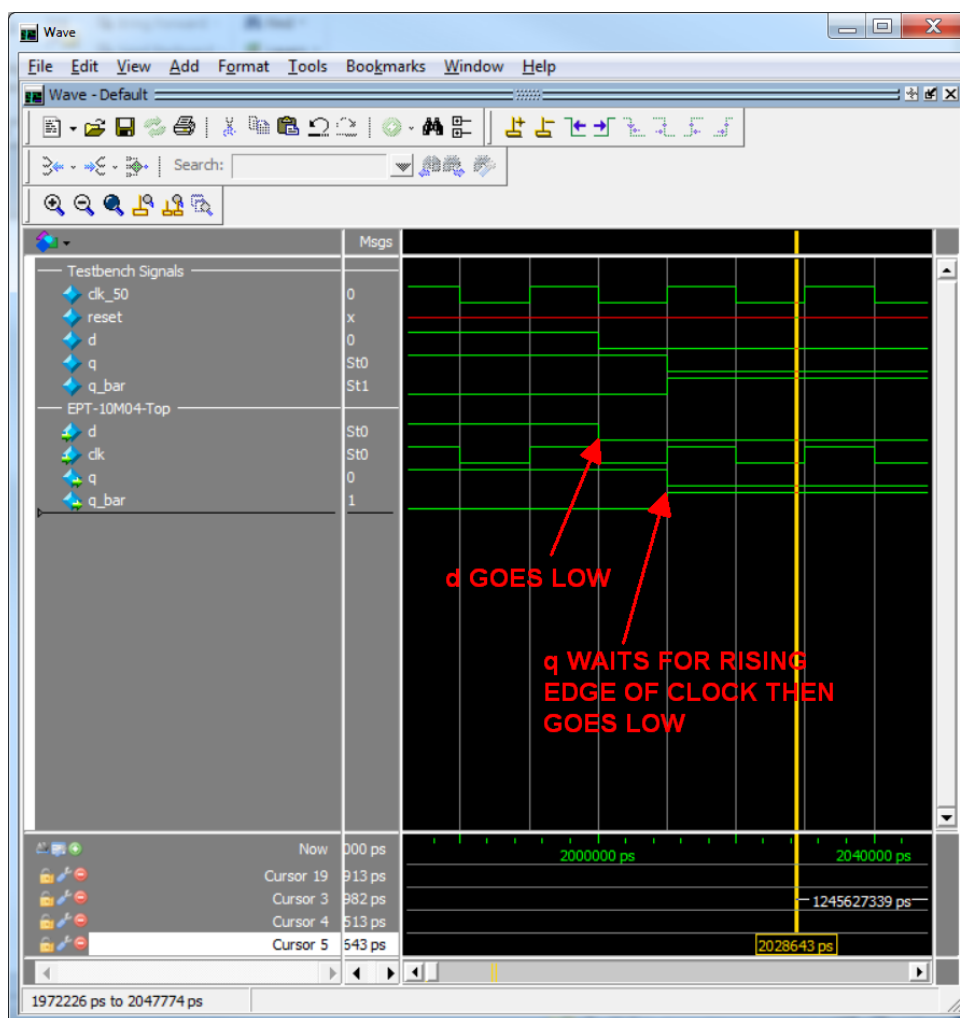 Wave
File Edit View Add Format Tools Bookmarks Window Help
Wave - Default
Search:
Msgs
Testbench Signals
clk_50 0
reset x
d 0
q St0
q_bar St1
EPT-10M04-Top
d St0
clk St0
q 0
q_bar 1
d GOES LOW
q WAITS FOR RISING
EDGE OF CLOCK THEN
GOES LOW
Now 000 ps
2000000 ps 2040000 ps
Cursor 19 913 ps
Cursor 3 982 ps
1245627339 ps
Cursor 4 513 ps
Cursor 5 643 ps
2028643 ps
1972226 ps to 2047774 ps